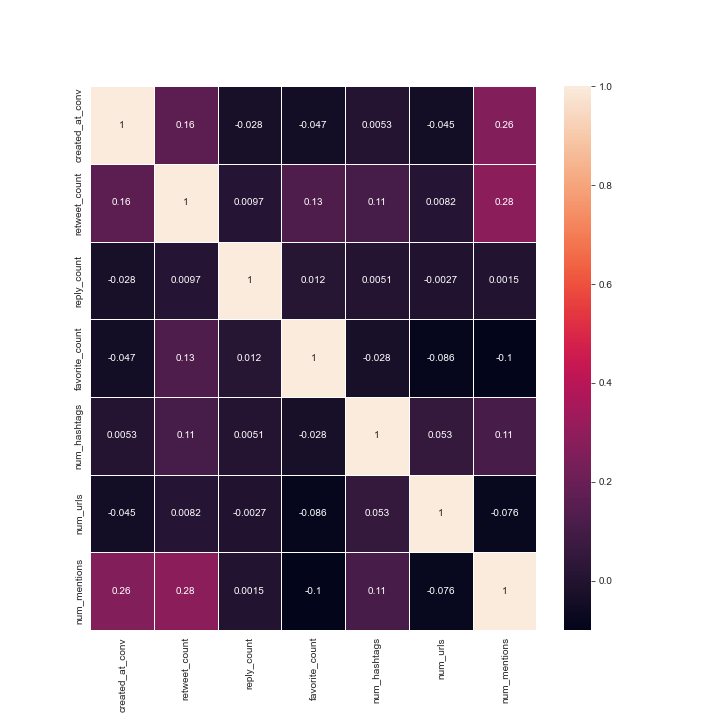 created_at_conv 1 0.16 -0.028 -0.047 0.0053 -0.045 0.26
retweet_count 0.16 1 0.0097 0.13 0.11 0.0082 0.28
reply_count -0.028 0.0097 1 0.012 0.0051 -0.0027 0.0015
favorite_count -0.047 0.13 0.012 1 -0.028 -0.086 -0.1
num_hashtags 0.0053 0.11 0.0051 -0.028 1 0.053 0.11
num_urls -0.045 0.0082 -0.0027 -0.086 0.053 1 -0.076
num_mentions 0.26 0.28 0.0015 -0.1 0.11 -0.076 1
created_at_conv retweet_count reply_count favorite_count num_hashtags num_urls num_mentions
1.0
0.8
0.6
0.4
0.2
0.0